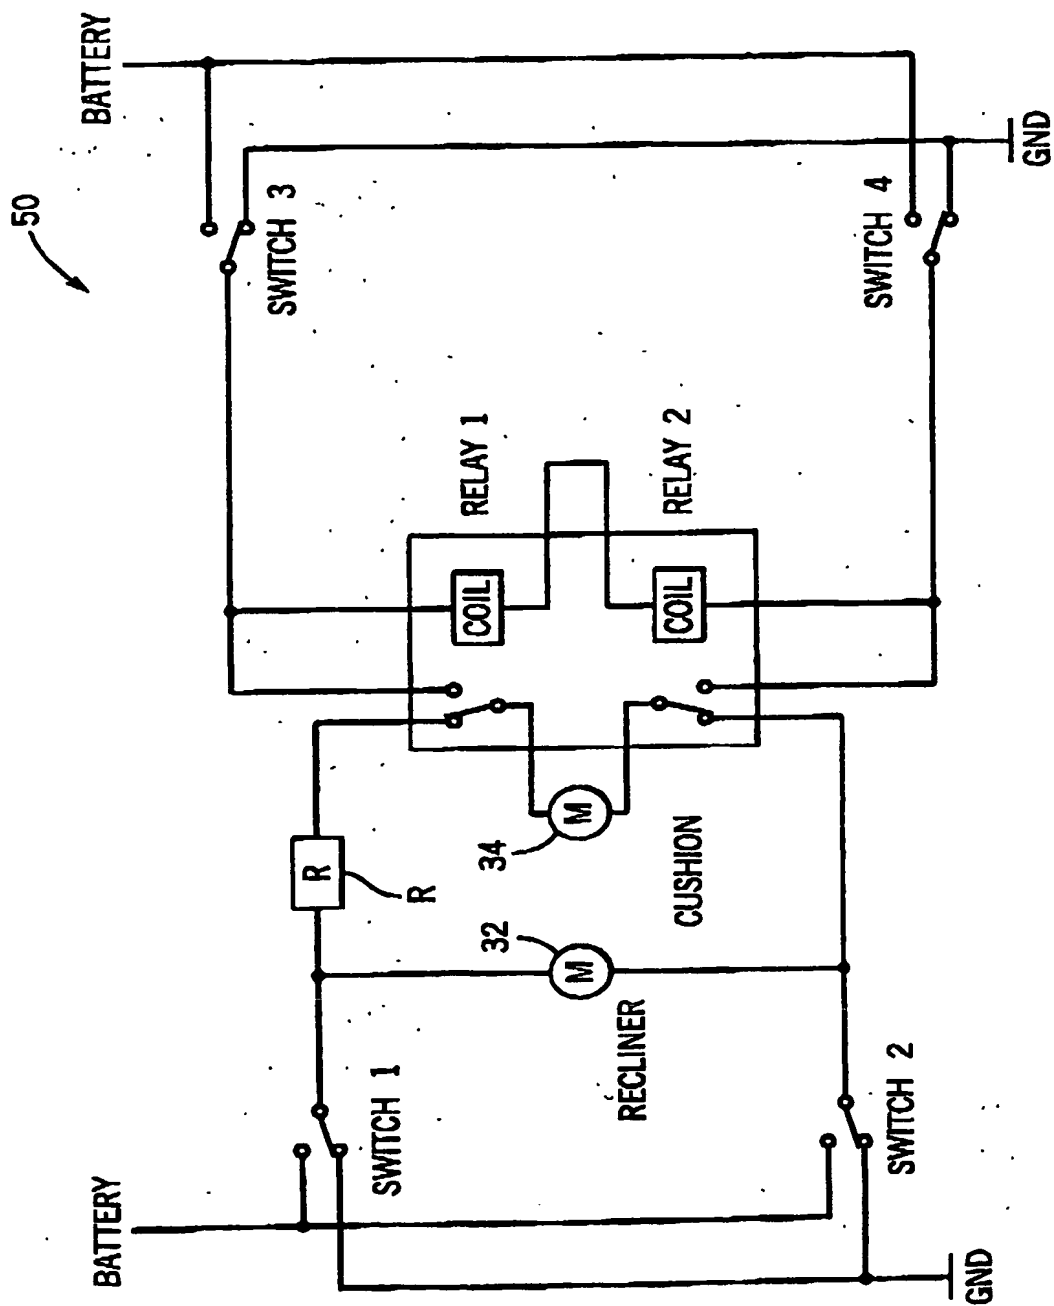 50
BATTERY
SWITCH 3
GND
SWITCH 4
RELAY 1
RELAY 2
COIL
COIL
R
R
M
34
CUSHION
32
M
RECLINER
SWITCH 1
SWITCH 2
BATTERY
GND